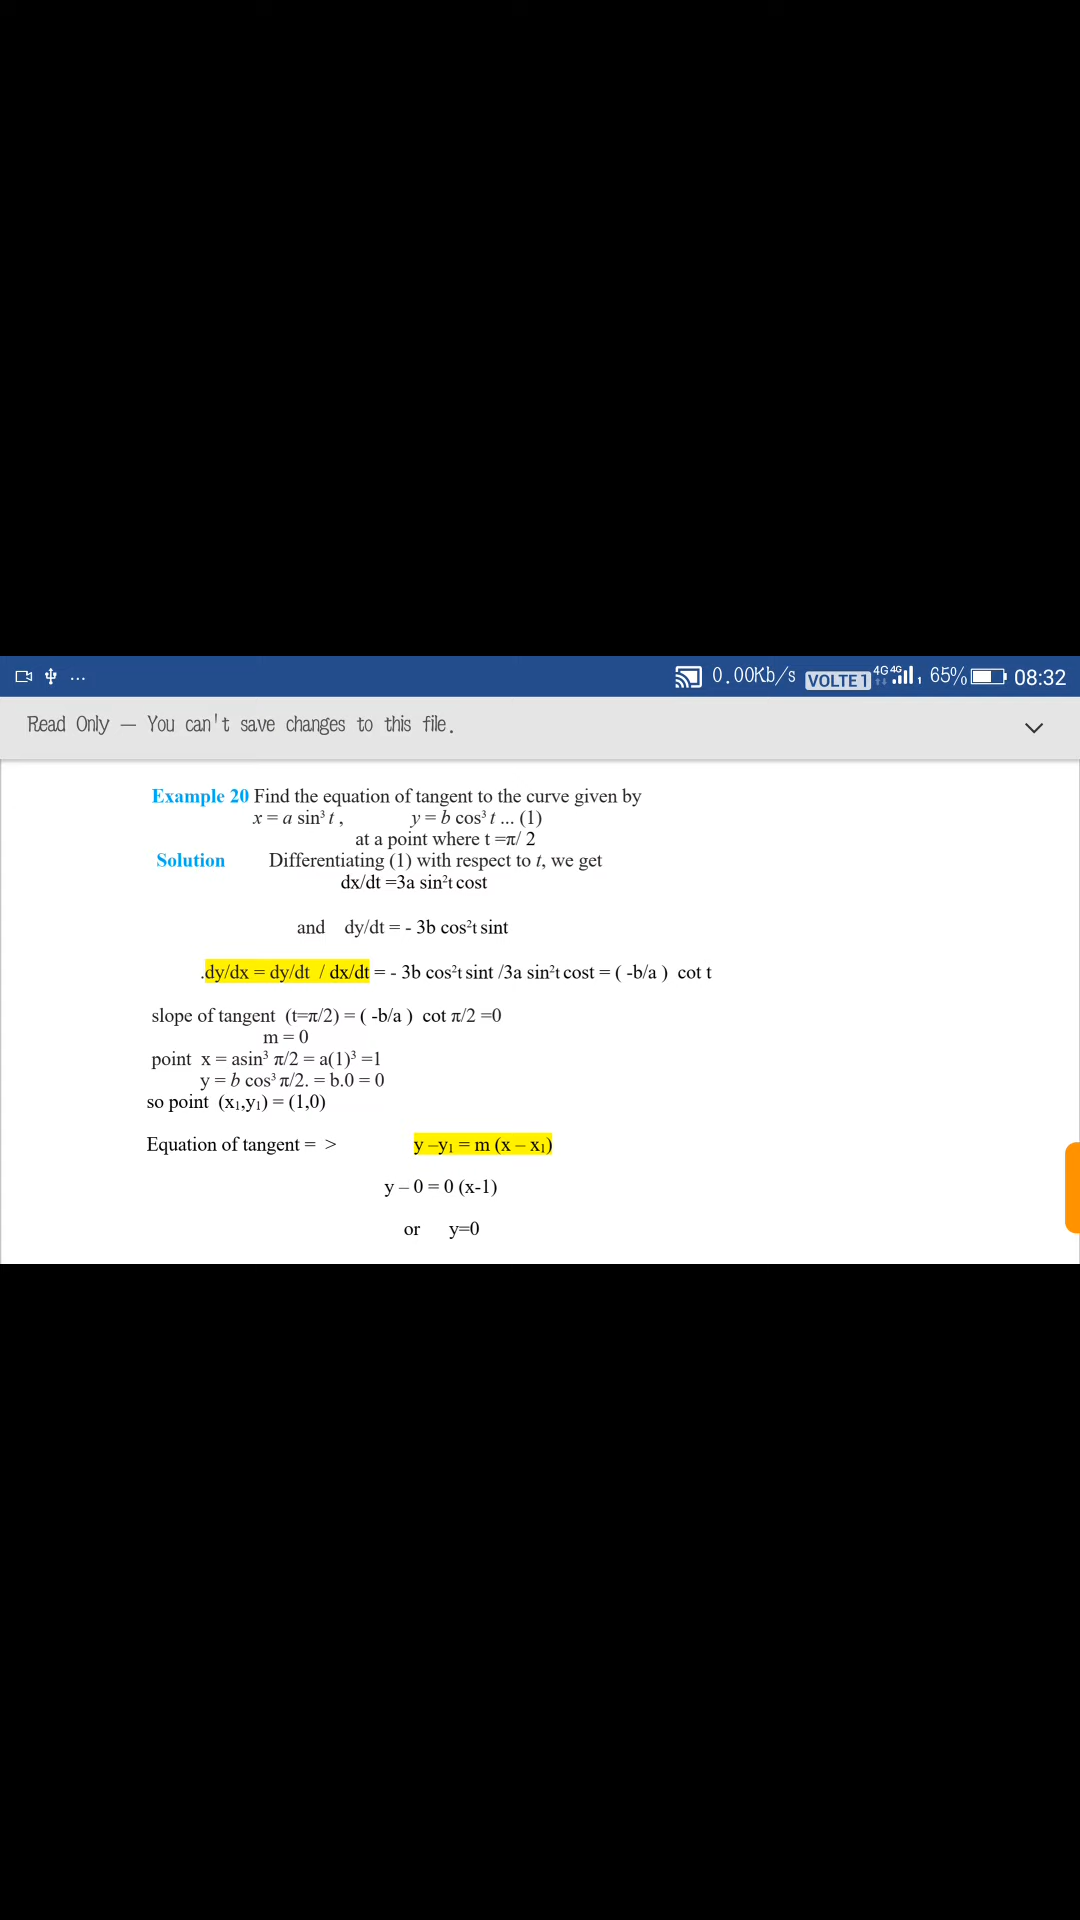 ... 0.00Kb/s VOLTE 1 4G 4G 1 65% 08:32
Read Only — You can't save changes to this file.
Example 20 Find the equation of tangent to the curve given by
x = a sin³ t , y = b cos³ t ... (1)
at a point where t =π/ 2
Solution Differentiating (1) with respect to t, we get
dx/dt =3a sin²t cost
and dy/dt = - 3b cos²t sint
.dy/dx = dy/dt / dx/dt = - 3b cos²t sint /3a sin²t cost = ( -b/a ) cot t
slope of tangent (t=π/2) = ( -b/a ) cot π/2 =0
m = 0
point x = asin³ π/2 = a(1)³ =1
y = b cos³ π/2. = b.0 = 0
so point (x₁,y₁) = (1,0)
Equation of tangent = > y –y₁ = m (x – x₁)
y – 0 = 0 (x-1)
or y=0